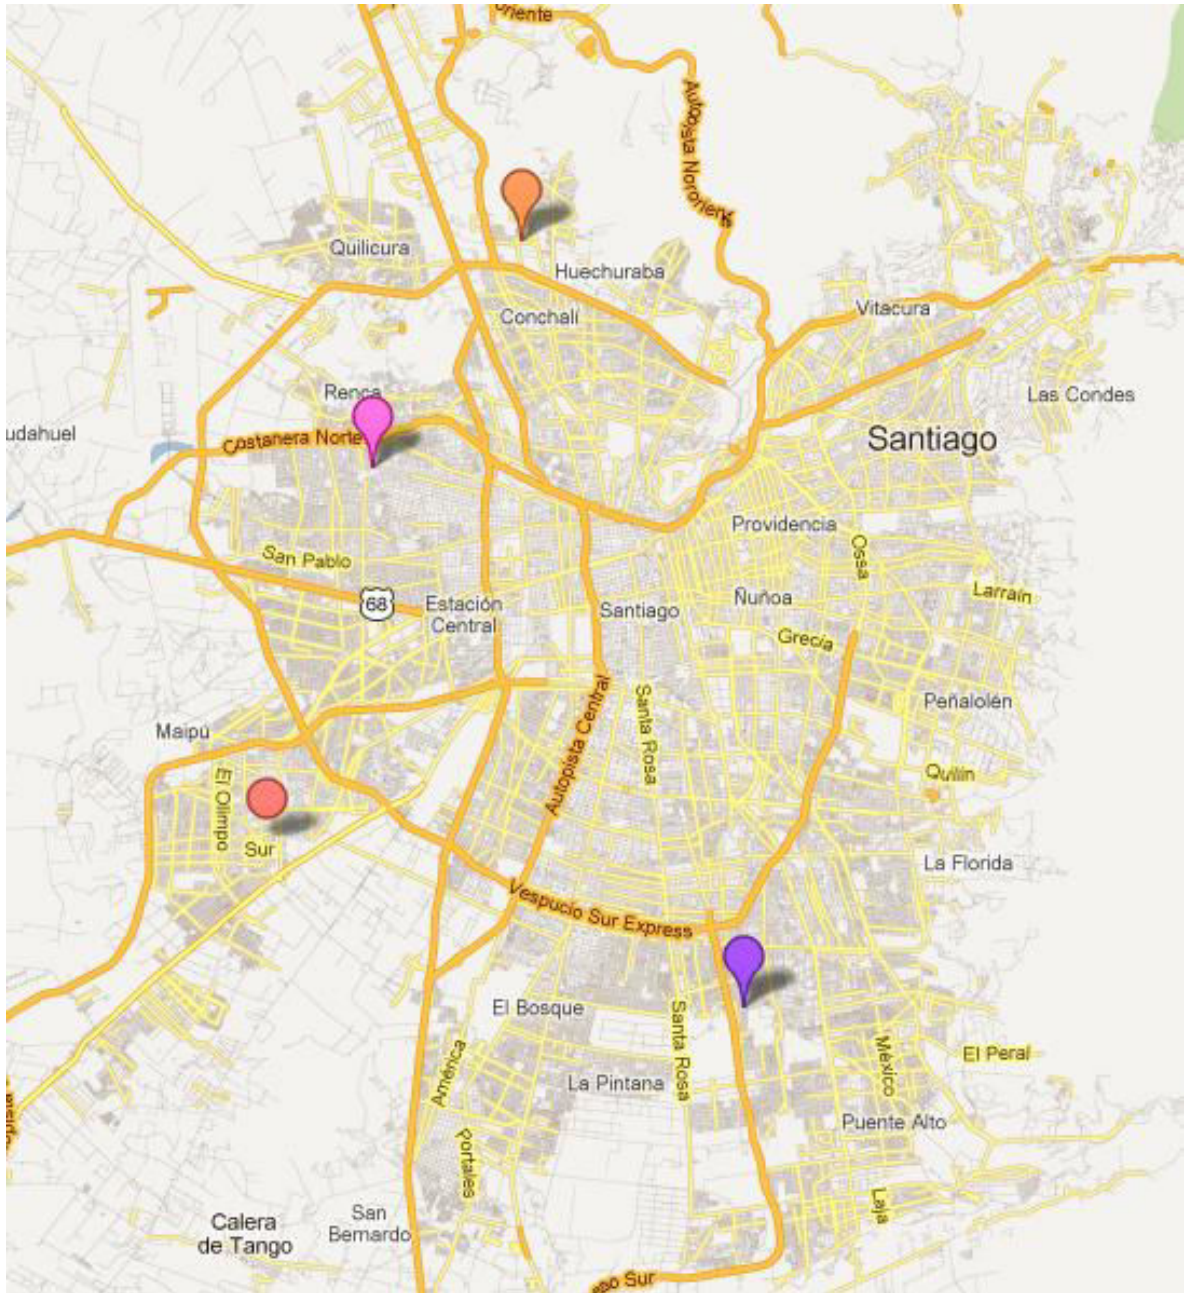 oriente
Autopista Nororiente
Quilicura
Huechuraba
Conchalí
Vitacura
Renca
Las Condes
udahuel
Costanera Norte
Santiago
Providencia
Ossa
San Pablo
68
Estación
Central
Santiago
Ñuñoa
Larraín
Grecia
Santa Rosa
Peñalolén
Maipú
Autopista Central
El Olimpo
Quilín
Sur
La Florida
Vespucio Sur Express
El Bosque
Santa Rosa
México
El Peral
América
La Pintana
Puente Alto
Portales
Laja
San
Bernardo
Calera
de Tango
eso Sur